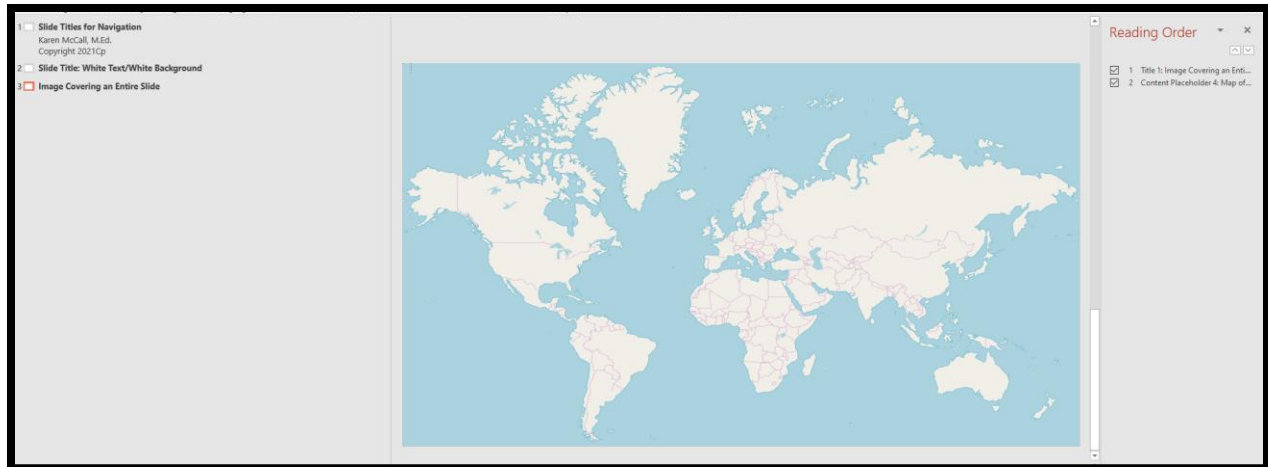 1 Slide Titles for Navigation
Karen McCall, M.Ed.
Copyright 2021Cp
2 Slide Title: White Text/White Background
3 Image Covering an Entire Slide
Reading Order
1 Title 1: Image Covering an Enti...
2 Content Placeholder 4: Map of...